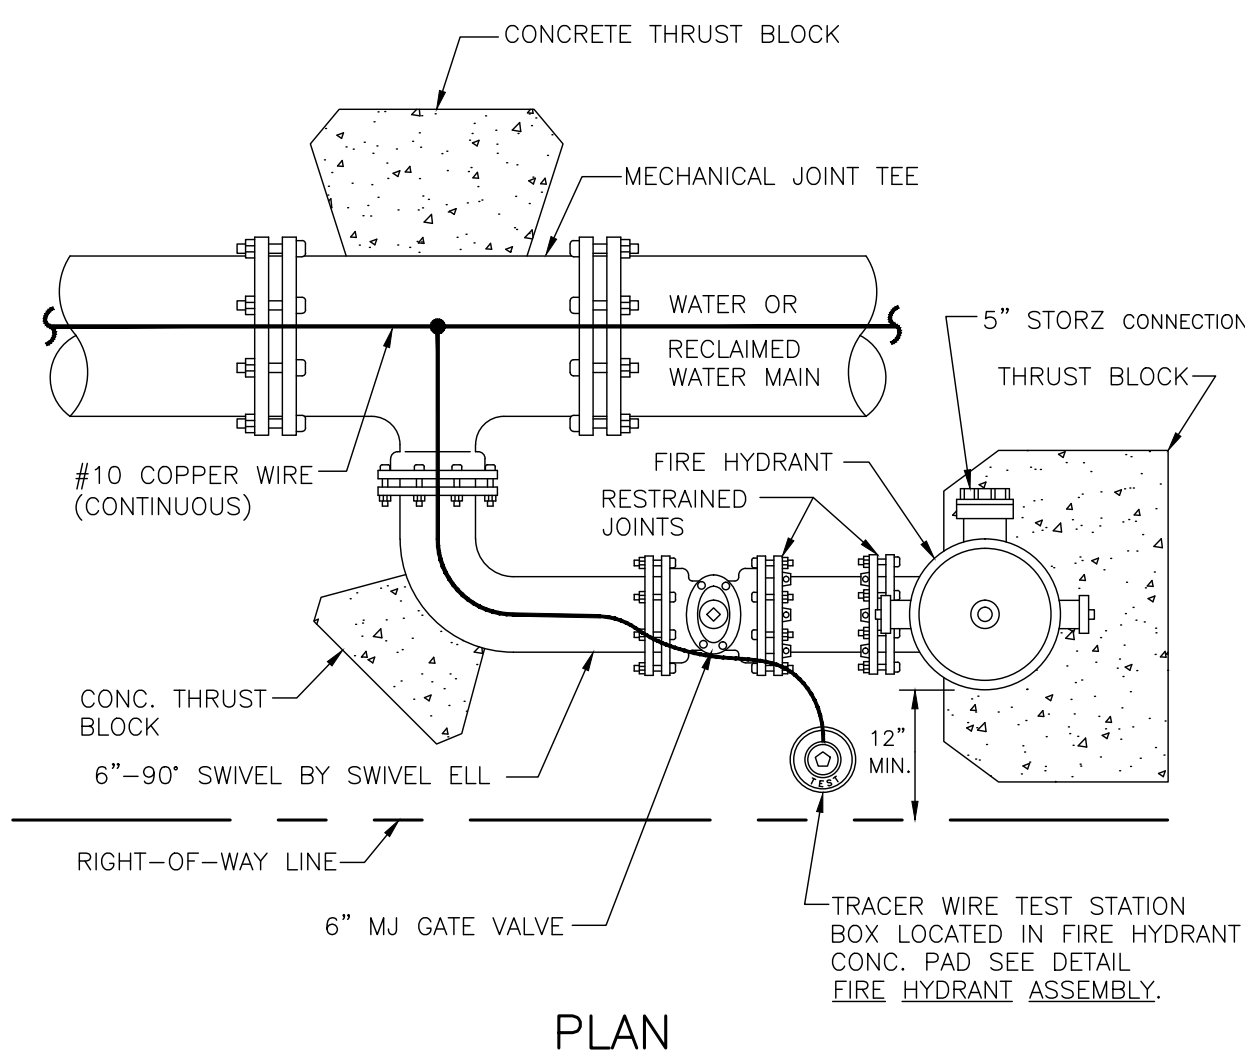 CONCRETE THRUST BLOCK
MECHANICAL JOINT TEE
WATER OR
RECLAIMED
WATER MAIN
5” STORZ CONNECTION
THRUST BLOCK
#10 COPPER WIRE
(CONTINUOUS)
FIRE HYDRANT
RESTRAINED
JOINTS
CONC. THRUST
BLOCK
12”
MIN.
6”-90° SWIVEL BY SWIVEL ELL
TEST
RIGHT-OF-WAY LINE
6” MJ GATE VALVE
TRACER WIRE TEST STATION
BOX LOCATED IN FIRE HYDRANT
CONC. PAD SEE DETAIL
FIRE HYDRANT ASSEMBLY.
PLAN